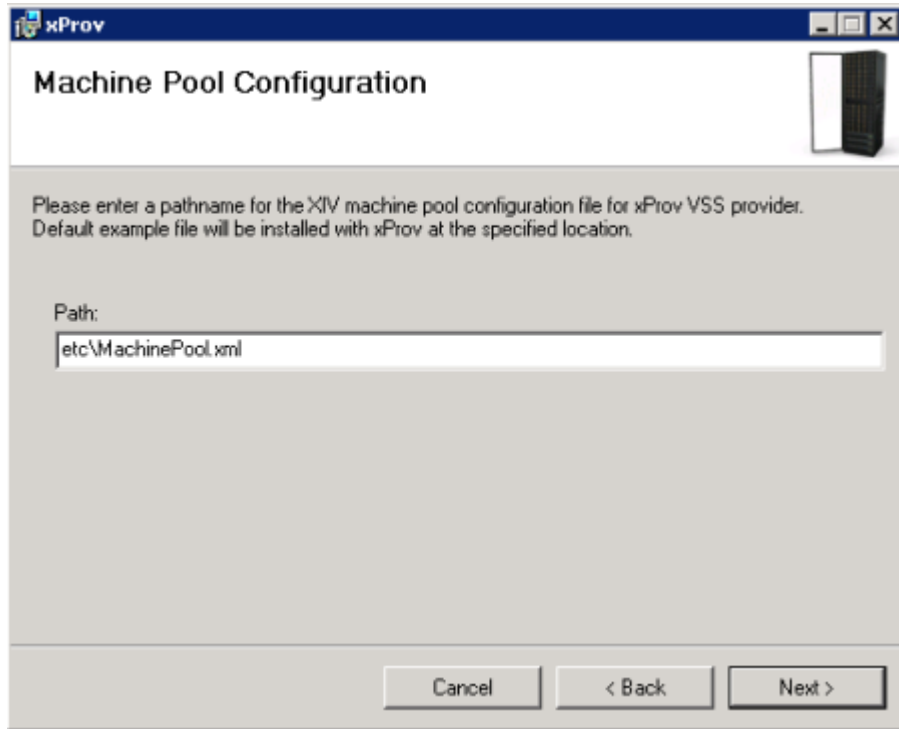 xProv
Machine Pool Configuration
Please enter a pathname for the XIV machine pool configuration file for xProv VSS provider.
Default example file will be installed with xProv at the specified location.
Path:
etc\MachinePool.xml
Cancel
< Back
Next >